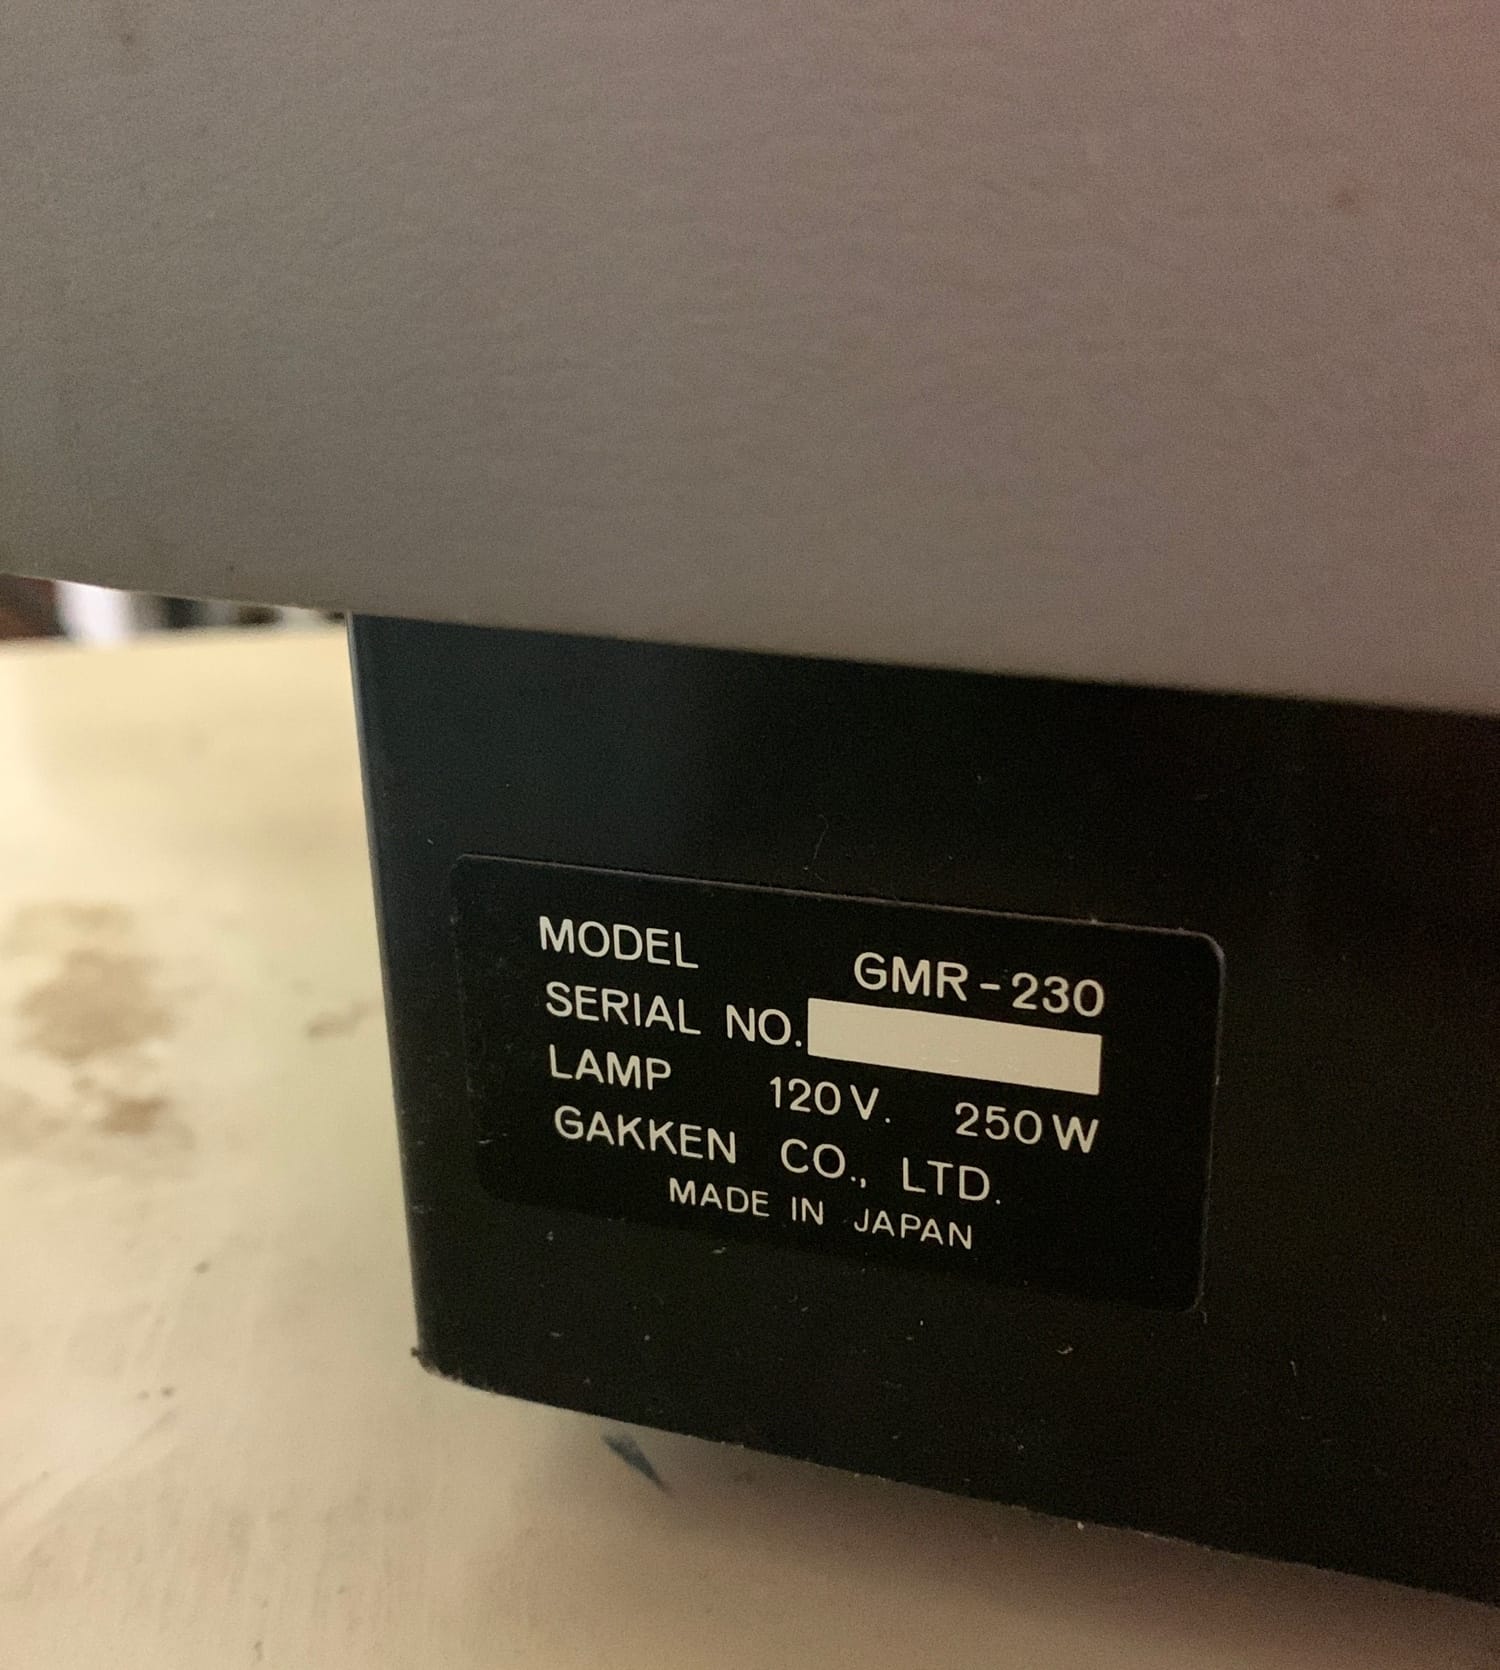 MODEL GMR-230
SERIAL NO.
LAMP 120V. 250W
GAKKEN CO., LTD.
MADE IN JAPAN